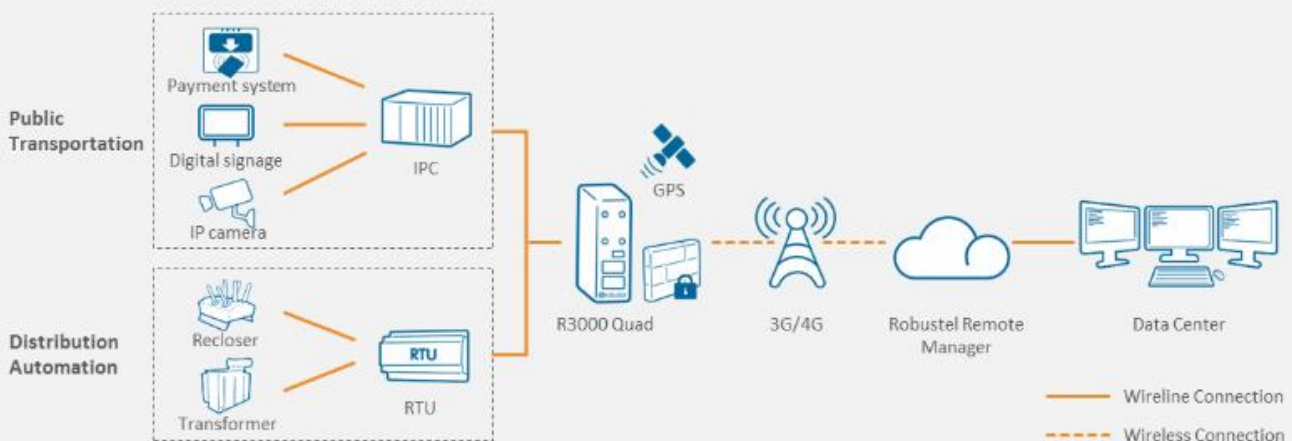 Public
Transportation
Payment system
Digital signage
IP camera
IPC
GPS
R3000 Quad
3G/4G
Robustel Remote
Manager
Data Center
Distribution
Automation
Recloser
Transformer
RTU
RTU
Wireline Connection
Wireless Connection